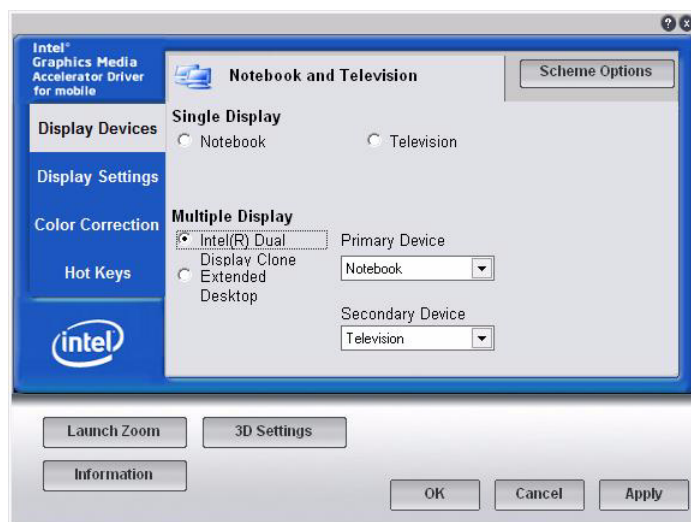 Intel®
Graphics Media
Accelerator Driver
for mobile
Notebook and Television
Scheme Options
Display Devices
Display Settings
Color Correction
Hot Keys
intel
Single Display
Notebook
Television
Multiple Display
Intel(R) Dual
Display Clone
Extended
Desktop
Primary Device
Notebook
Secondary Device
Television
Launch Zoom
3D Settings
Information
OK
Cancel
Apply